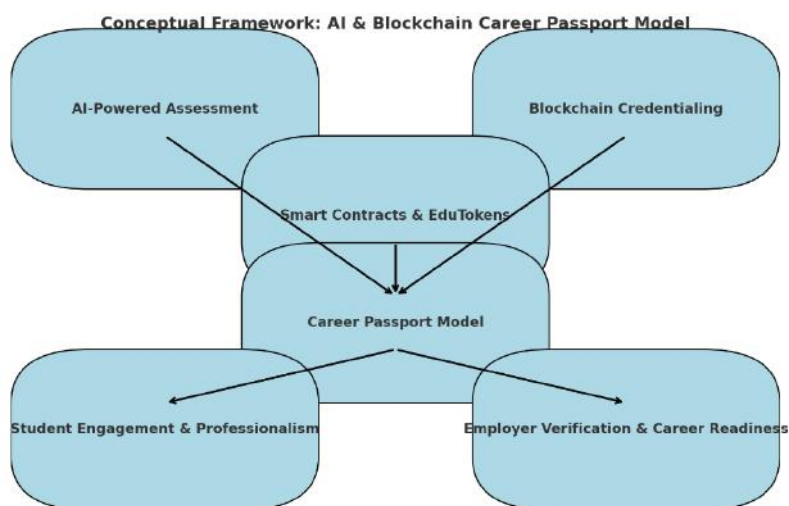 Conceptual Framework: AI & Blockchain Career Passport Model
AI-Powered Assessment
Blockchain Credentialing
Smart Contracts & EduTokens
Career Passport Model
Student Engagement & Professionalism
Employer Verification & Career Readiness